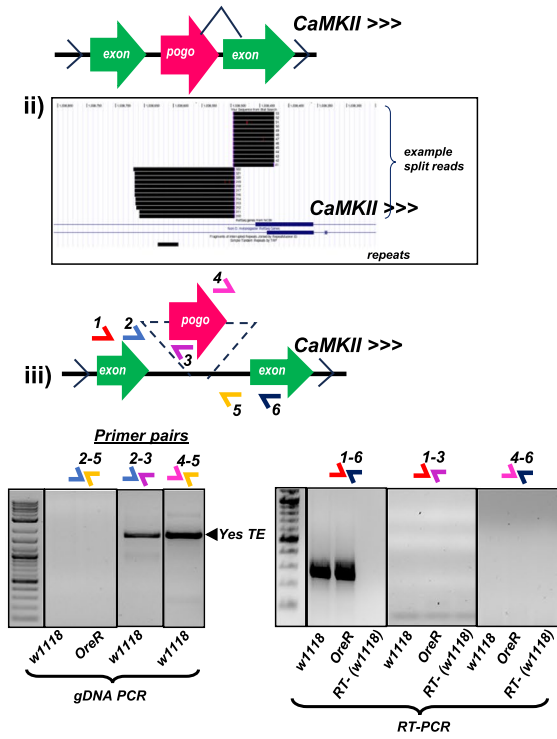 CaMKII >>>
exon
pogo
exon
ii)
example
split reads
CaMKII >>>
repeats
4
1
2
pogo
CaMKII >>>
3
iii)
exon
exon
5
6
Primer pairs
2-5
2-3
4-5
1-6
1-3
4-6
Yes TE
w1118
OreR
w1118
w1118
gDNA PCR
w1118
OreR
RT- (w1118)
w1118
OreR
RT- (w1118)
w1118
OreR
RT- (w1118)
RT-PCR